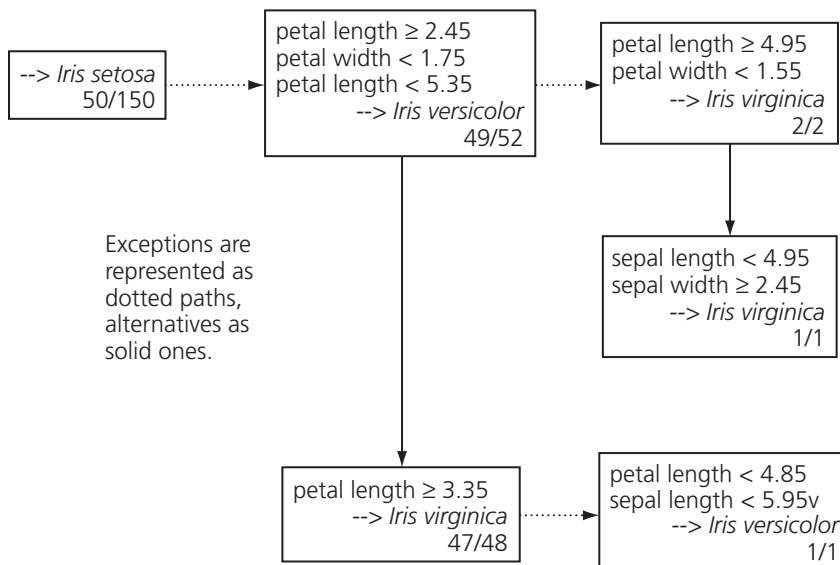 --> Iris setosa
50/150
petal length ≥ 2.45
petal width < 1.75
petal length < 5.35
--> Iris versicolor
49/52
petal length ≥ 4.95
petal width < 1.55
--> Iris virginica
2/2
Exceptions are
represented as
dotted paths,
alternatives as
solid ones.
sepal length < 4.95
sepal width ≥ 2.45
--> Iris virginica
1/1
petal length ≥ 3.35
--> Iris virginica
47/48
petal length < 4.85
sepal length < 5.95v
--> Iris versicolor
1/1